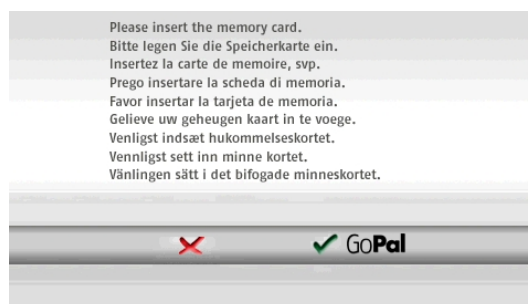 Please insert the memory card.
Bitte legen Sie die Speicherkarte ein.
Insertez la carte de memoire, svp.
Prego insertare la scheda di memoria.
Favor insertar la tarjeta de memoria.
Gelieve uw geheugen kaart in te voege.
Venligst indsæt hukommelseskortet.
Vennligst sett inn minne kortet.
Vänlingen sätt i det bifogade minneskortet.
GoPal